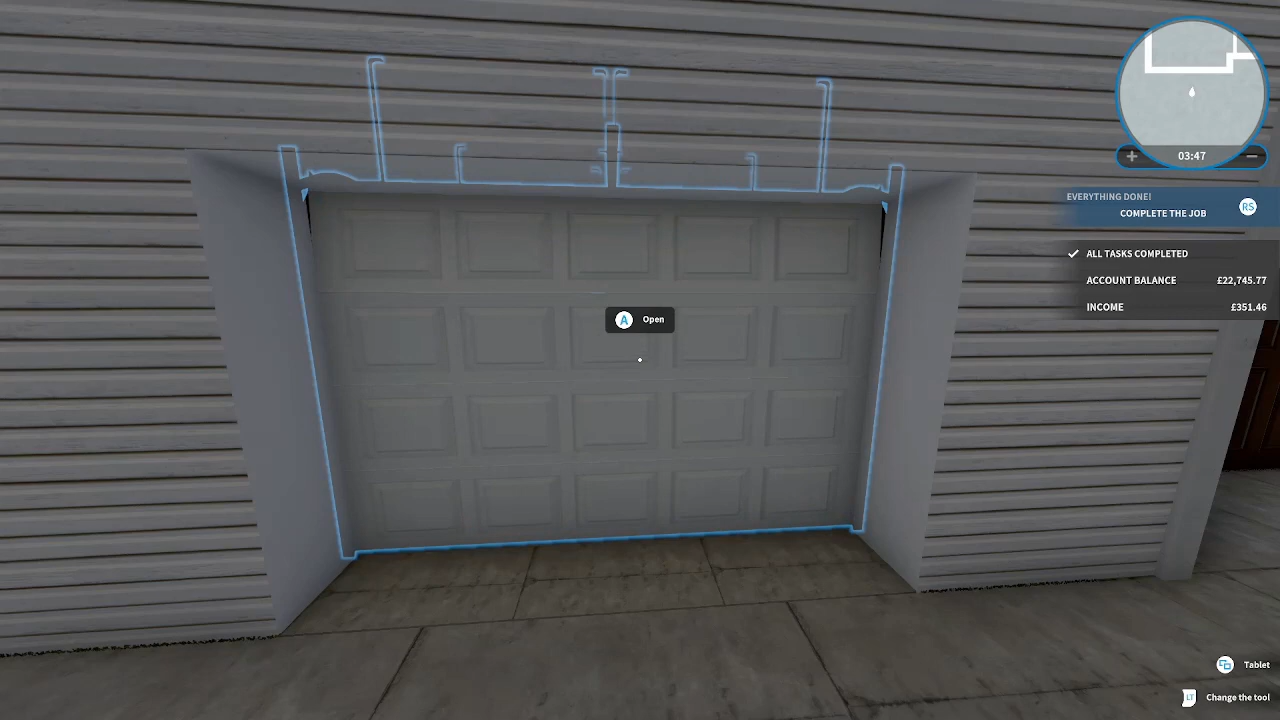 03:47
EVERYTHING DONE!
COMPLETE THE JOB
RS
ALL TASKS COMPLETED
ACCOUNT BALANCE £22,745.77
INCOME £351.46
A Open
Tablet
LT Change the tool